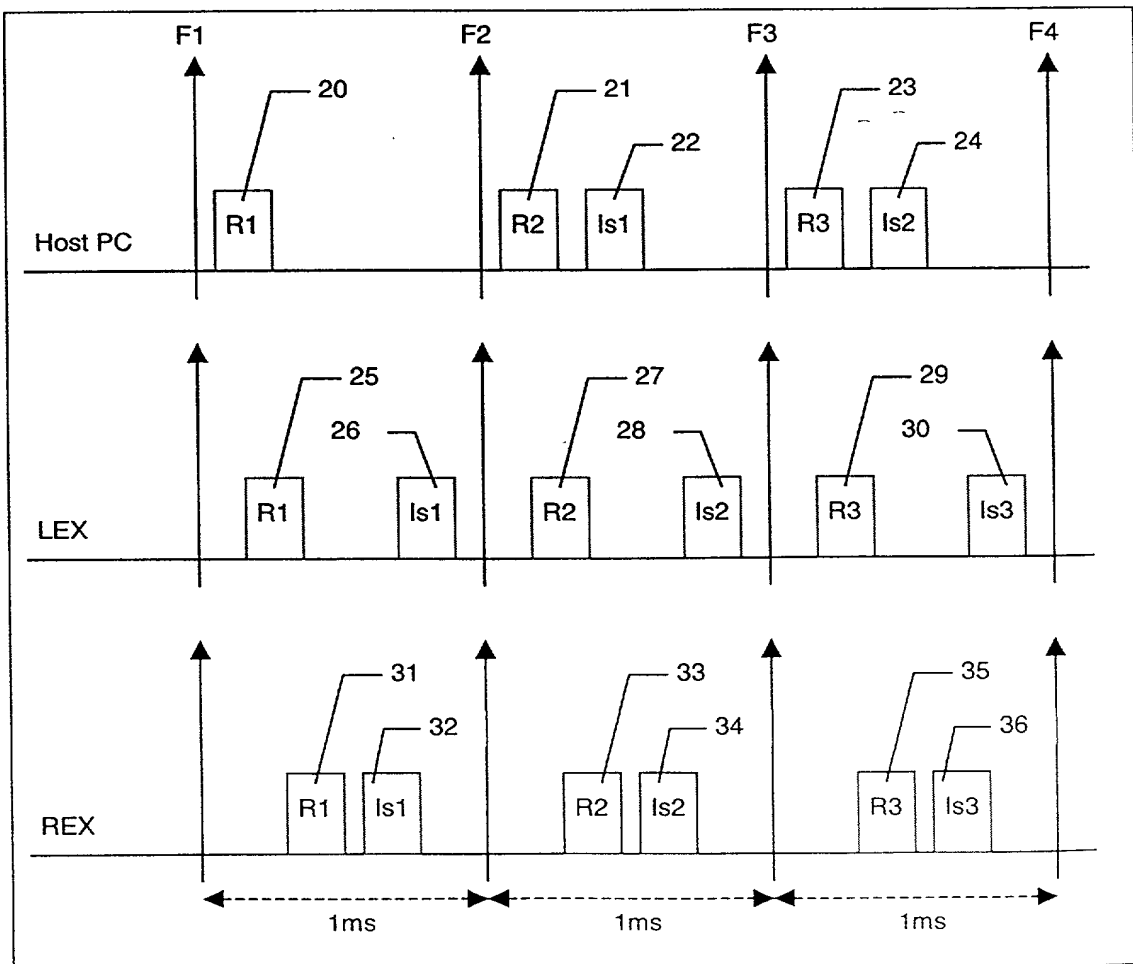 F1 F2 F3 F4
20 21 23
22 24
R1 R2 Is1 R3 Is2
Host PC
25 27 29
26 28 30
R1 Is1 R2 Is2 R3 Is3
LEX
31 33 35
32 34 36
R1 Is1 R2 Is2 R3 Is3
REX
1ms 1ms 1ms